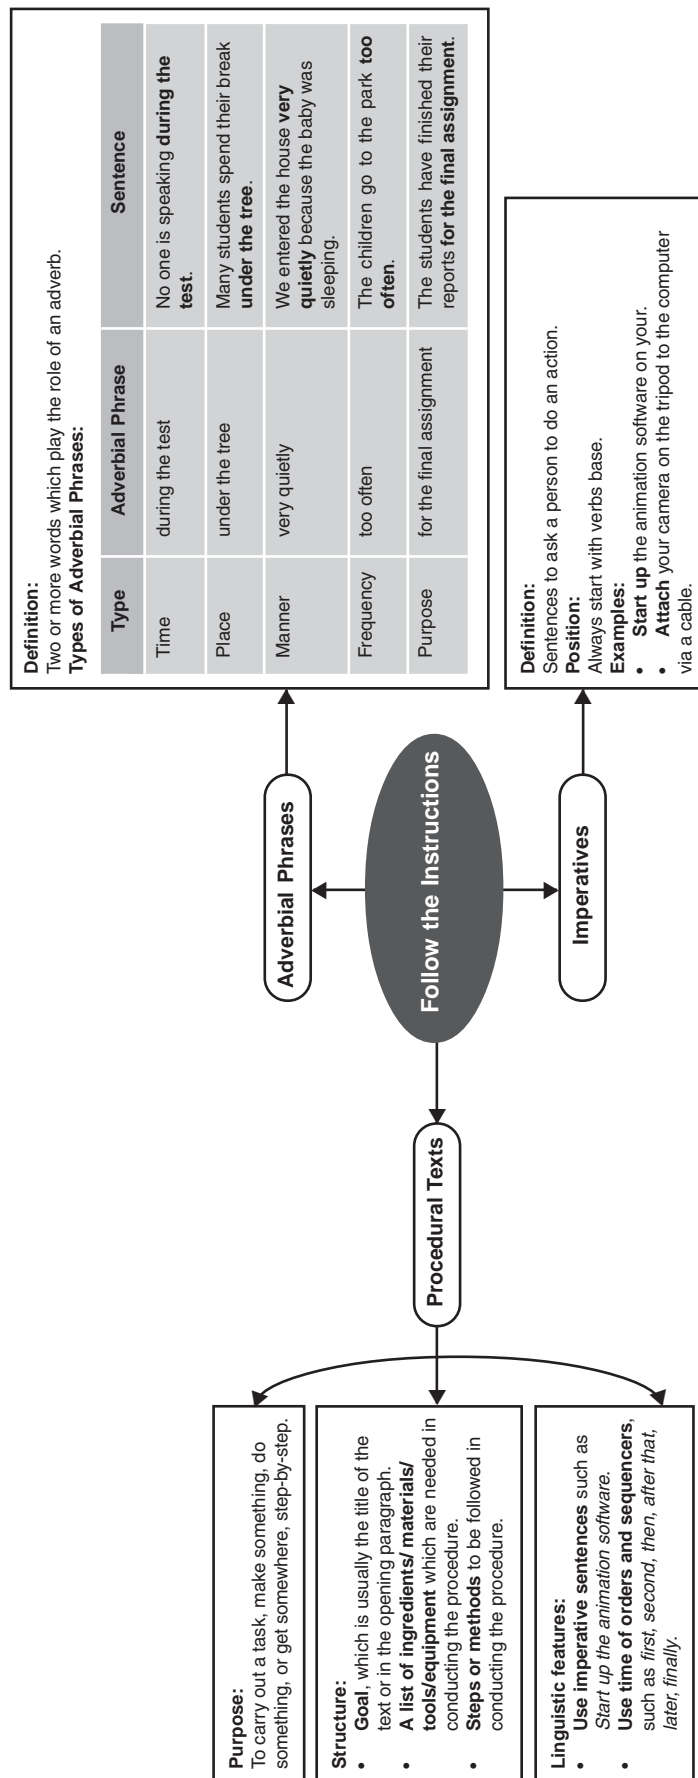 Purpose:
To carry out a task, make something, do
something, or get somewhere, step-by-step.
Structure:
• Goal, which is usually the title of the
text or in the opening paragraph.
• A list of ingredients/ materials/
tools/equipment which are needed in
conducting the procedure.
• Steps or methods to be followed in
conducting the procedure.
Linguistic features:
• Use imperative sentences such as
Start up the animation software.
• Use time of orders and sequencers,
such as first, second, then, after that,
later, finally.
Procedural Texts
Follow the Instructions
Adverbial Phrases
Definition:
Two or more words which play the role of an adverb.
Types of Adverbial Phrases:
Type Adverbial Phrase Sentence
Time during the test No one is speaking during the
test.
Place under the tree Many students spend their break
under the tree.
Manner very quietly We entered the house very
quietly because the baby was
sleeping.
Frequency too often The children go to the park too
often.
Purpose for the final assignment The students have finished their
reports for the final assignment.
Imperatives
Definition:
Sentences to ask a person to do an action.
Position:
Always start with verbs base.
Examples:
• Start up the animation software on your.
• Attach your camera on the tripod to the computer
via a cable.